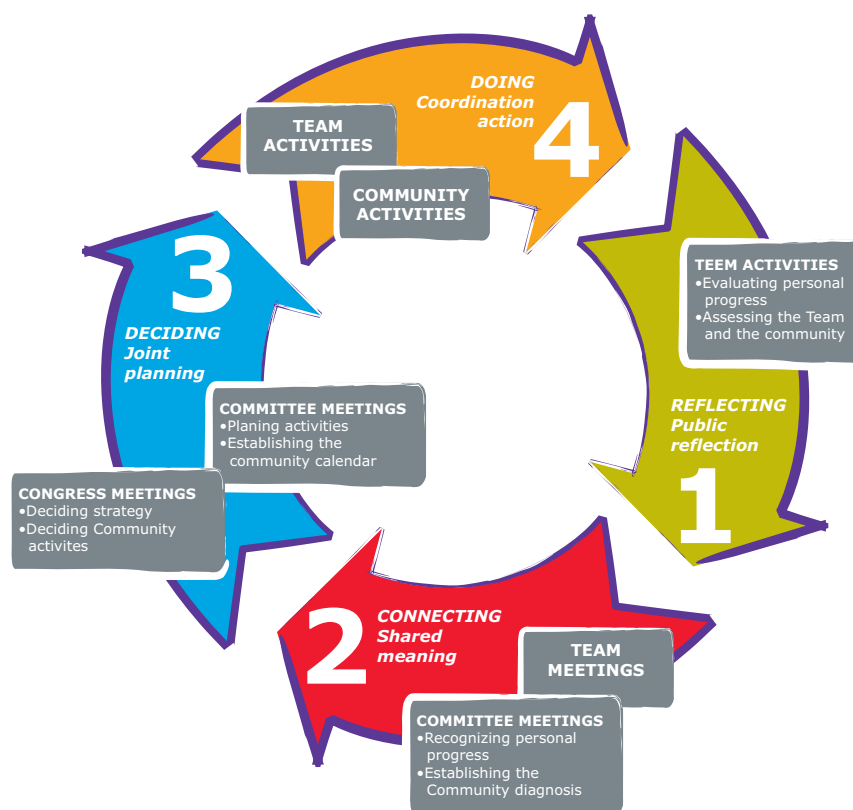 DOING
Coordination
action
4
TEAM
ACTIVITIES
COMMUNITY
ACTIVITIES
TEEM ACTIVITIES
•Evaluating personal
progress
•Assessing the Team
and the community
REFLECTING
Public
reflection
1
2
CONNECTING
Shared
meaning
TEAM
MEETINGS
COMMITTEE MEETINGS
•Recognizing personal
progress
•Establishing the
Community diagnosis
3
DECIDING
Joint
planning
COMMITTEE MEETINGS
•Planing activities
•Establishing the
community calendar
CONGRESS MEETINGS
•Deciding strategy
•Deciding Community
activites